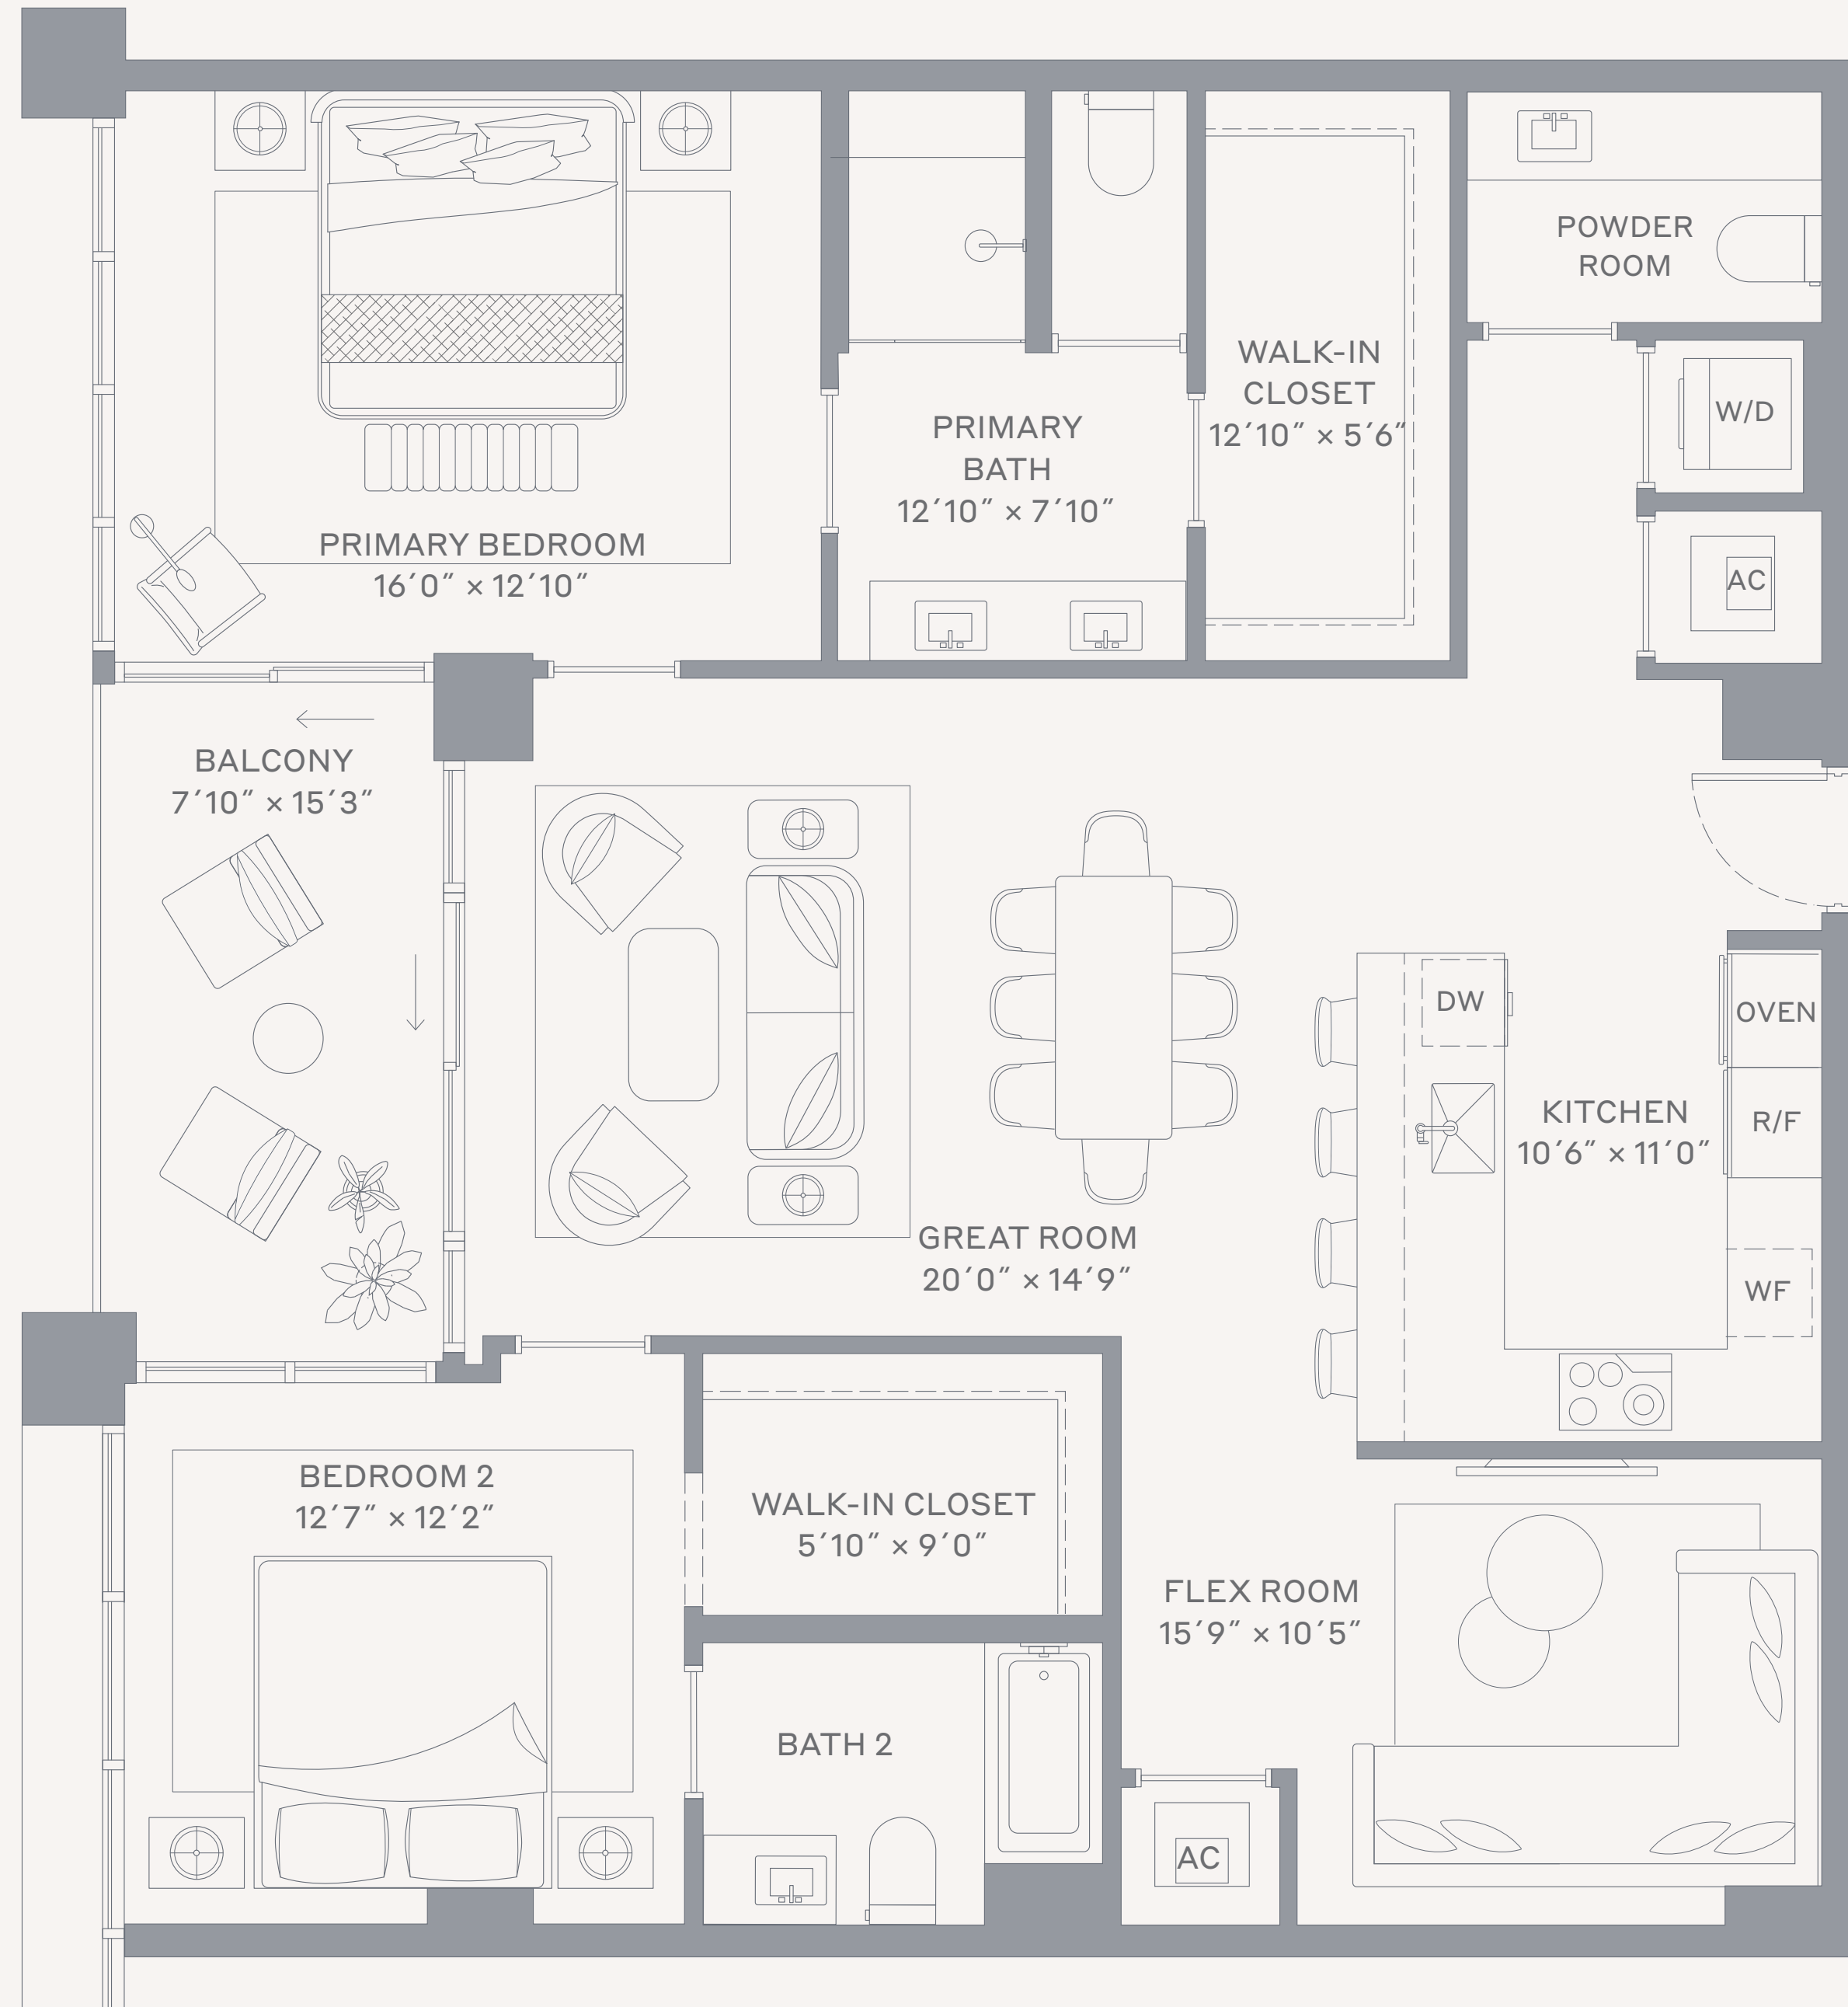 POWDER
ROOM
WALK-IN
CLOSET
12´10˝ × 5´6˝
W/D
PRIMARY
BATH
12´10˝ × 7´10˝
PRIMARY BEDROOM
16´0˝ × 12´10˝
AC
BALCONY
7´10˝ × 15´3˝
DW
OVEN
KITCHEN
10´6˝ × 11´0˝
R/F
GREAT ROOM
20´0˝ × 14´9˝
WF
BEDROOM 2
12´7˝ × 12´2˝
WALK-IN CLOSET
5´10˝ × 9´0˝
FLEX ROOM
15´9˝ × 10´5˝
BATH 2
AC